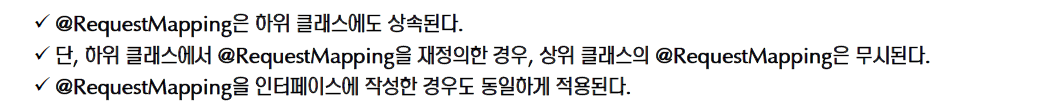 ✓ @RequestMapping은 하위 클래스에도 상속된다.
✓ 단, 하위 클래스에서 @RequestMapping을 재정의한 경우, 상위 클래스의 @RequestMapping은 무시된다.
✓ @RequestMapping을 인터페이스에 작성한 경우도 동일하게 적용된다.